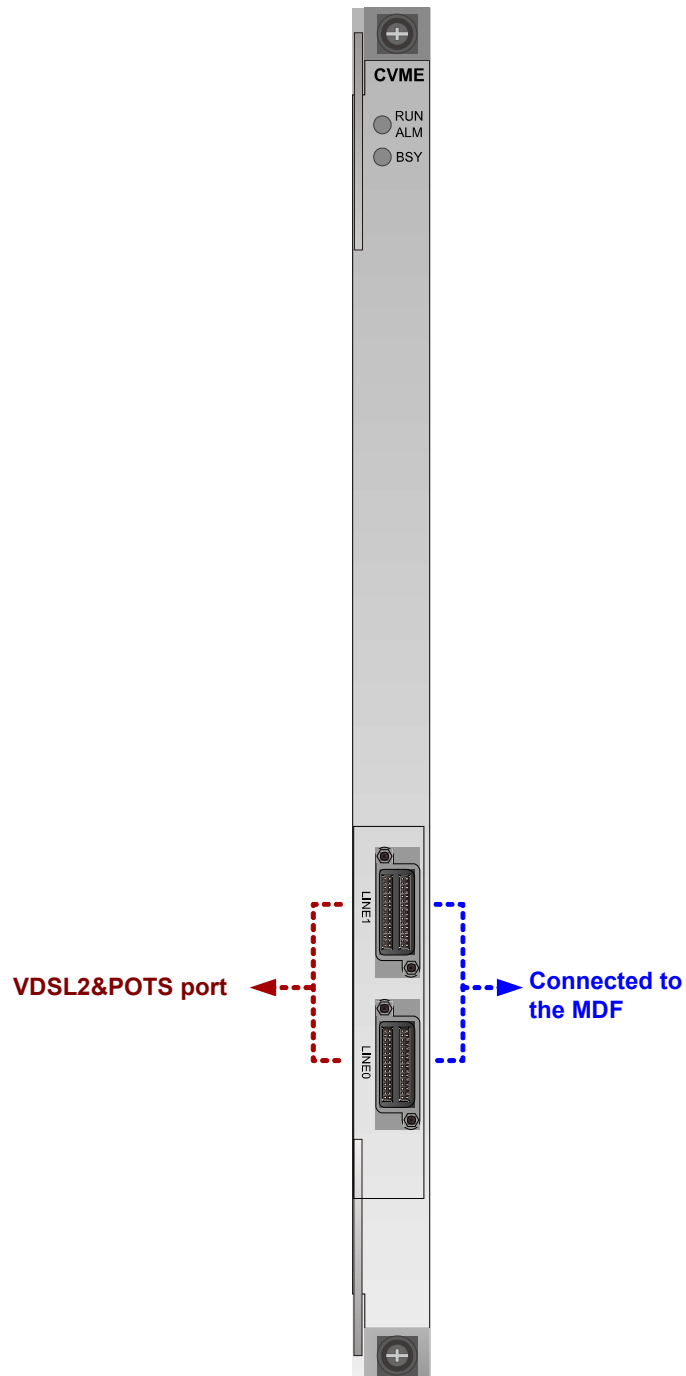 CVME
RUN
ALM
BSY
LINE1
VDSL2&POTS port
Connected to
the MDF
LINE0